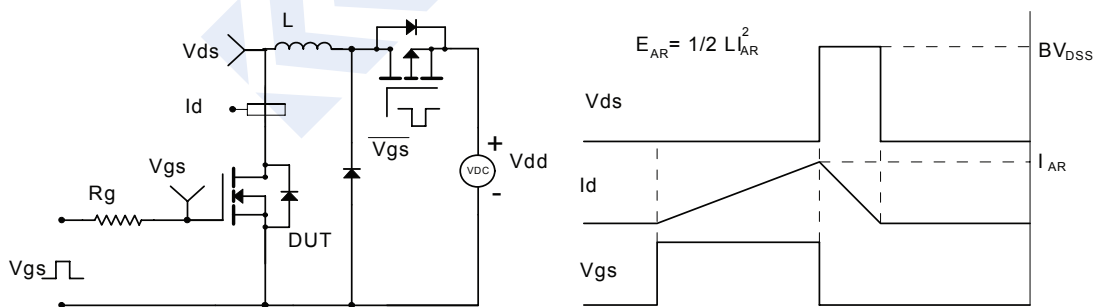 L
Vds
Id
Vgs
Rg
DUT
Vgs
Vgs
+
VDC
-
Vdd
E_AR= 1/2 LI_AR^2
BV_DSS
Vds
I_AR
Id
Vgs